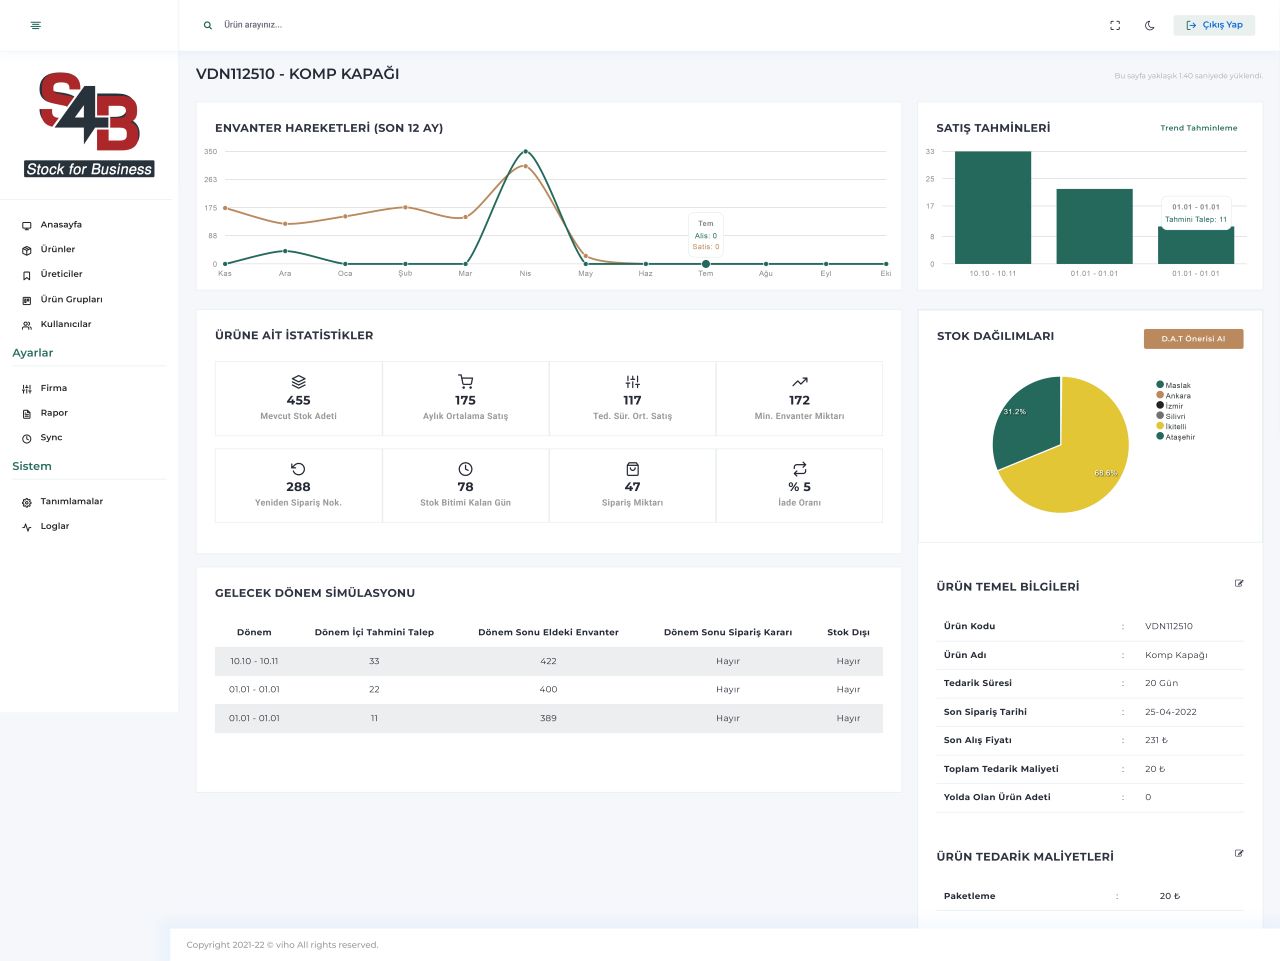 Ürün arayınız...
Çıkış Yap
S4B
Stock for Business
Anasayfa
Ürünler
Üreticiler
Ürün Grupları
Kullanıcılar
Ayarlar
Firma
Rapor
Sync
Sistem
Tanımlamalar
Loglar
VDN112510 - KOMP KAPAĞI
Bu sayfa yaklaşık 1.40 saniyede yüklendi.
ENVANTER HAREKETLERİ (SON 12 AY)
350
263
175
88
0
Kas Ara Oca Şub Mar Nis May Haz Tem Ağu Eyl Eki
Tem
Alis: 0
Satis: 0
SATIŞ TAHMİNLERİ
Trend Tahminleme
33
25
17
8
0
10.10 - 10.11 01.01 - 01.01 01.01 - 01.01
01.01 - 01.01
Tahmini Talep: 11
ÜRÜNE AİT İSTATİSTİKLER
455 175 117 172
Mevcut Stok Adeti Aylık Ortalama Satış Ted. Sür. Ort. Satış Min. Envanter Miktarı
288 78 47 % 5
Yeniden Sipariş Nok. Stok Bitimi Kalan Gün Sipariş Miktarı İade Oranı
STOK DAĞILIMLARI
D.A.T Önerisi AI
31.2%
68.6%
Maslak
Ankara
İzmir
Silivri
İkitelli
Ataşehir
GELECEK DÖNEM SİMÜLASYONU
Dönem Dönem İçi Tahmini Talep Dönem Sonu Eldeki Envanter Dönem Sonu Sipariş Kararı Stok Dışı
10.10 - 10.11 33 422 Hayır Hayır
01.01 - 01.01 22 400 Hayır Hayır
01.01 - 01.01 11 389 Hayır Hayır
ÜRÜN TEMEL BİLGİLERİ
Ürün Kodu : VDN112510
Ürün Adı : Komp Kapağı
Tedarik Süresi : 20 Gün
Son Sipariş Tarihi : 25-04-2022
Son Alış Fiyatı : 231 ₺
Toplam Tedarik Maliyeti : 20 ₺
Yolda Olan Ürün Adeti : 0
ÜRÜN TEDARİK MALİYETLERİ
Paketleme : 20 ₺
Copyright 2021-22 © viho All rights reserved.